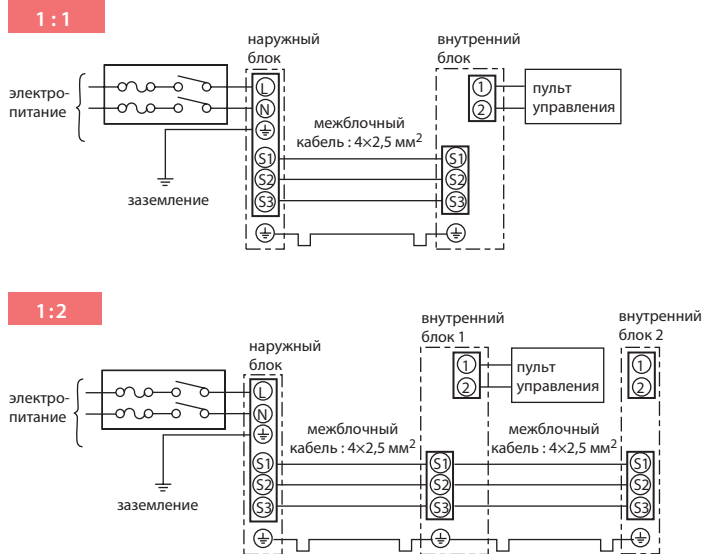 1 : 1
наружный
блок
внутренний
блок
электро-
питание
L
N
1
2
пульт
управления
межблочный
кабель : 4×2,5 мм²
S1
S2
S3
S1
S2
S3
заземление
1:2
наружный
блок
внутренний
блок 1
внутренний
блок 2
электро-
питание
L
N
1
2
пульт
управления
1
2
межблочный
кабель : 4×2,5 мм²
межблочный
кабель : 4×2,5 мм²
S1
S2
S3
S1
S2
S3
S1
S2
S3
заземление